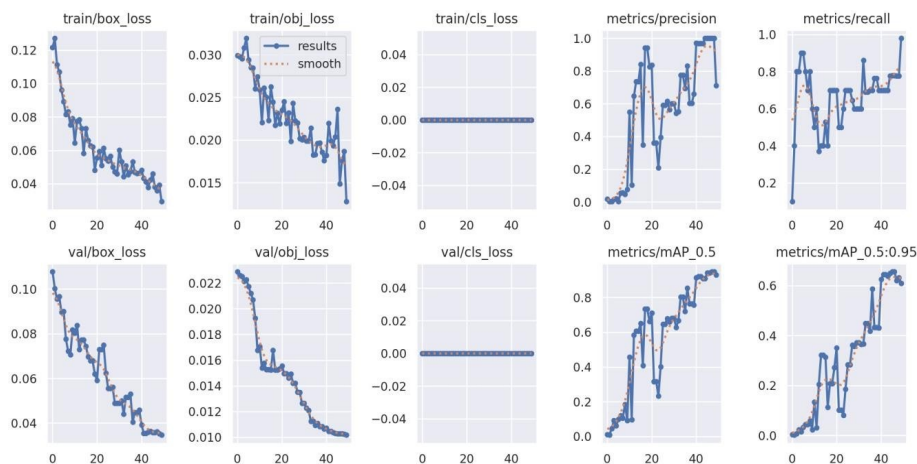 train/box_loss
train/obj_loss
train/cls_loss
metrics/precision
metrics/recall
0.12
0.10
0.08
0.06
0.04
0 20 40
0.030
0.025
0.020
0.015
0 20 40
results
smooth
0.04
0.02
0.00
−0.02
−0.04
0 20 40
1.0
0.8
0.6
0.4
0.2
0.0
0 20 40
1.0
0.8
0.6
0.4
0.2
0 20 40
val/box_loss
val/obj_loss
val/cls_loss
metrics/mAP_0.5
metrics/mAP_0.5:0.95
0.10
0.08
0.06
0.04
0 20 40
0.022
0.020
0.018
0.016
0.014
0.012
0.010
0 20 40
0.04
0.02
0.00
−0.02
−0.04
0 20 40
0.8
0.6
0.4
0.2
0.0
0 20 40
0.6
0.4
0.2
0.0
0 20 40